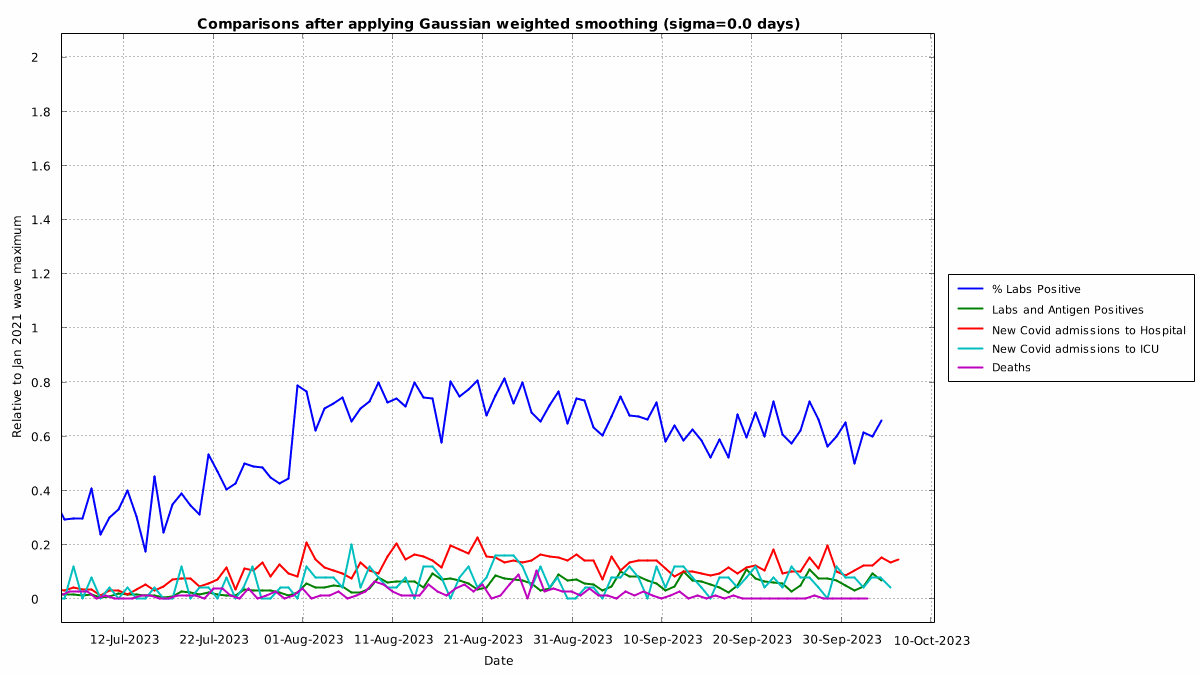 Comparisons after applying Gaussian weighted smoothing (sigma=0.0 days)
2
1.8
1.6
1.4
1.2
1
0.8
0.6
0.4
0.2
0
Relative to Jan 2021 wave maximum
12-Jul-2023 22-Jul-2023 01-Aug-2023 11-Aug-2023 21-Aug-2023 31-Aug-2023 10-Sep-2023 20-Sep-2023 30-Sep-2023 10-Oct-2023
Date
% Labs Positive
Labs and Antigen Positives
New Covid admissions to Hospital
New Covid admissions to ICU
Deaths